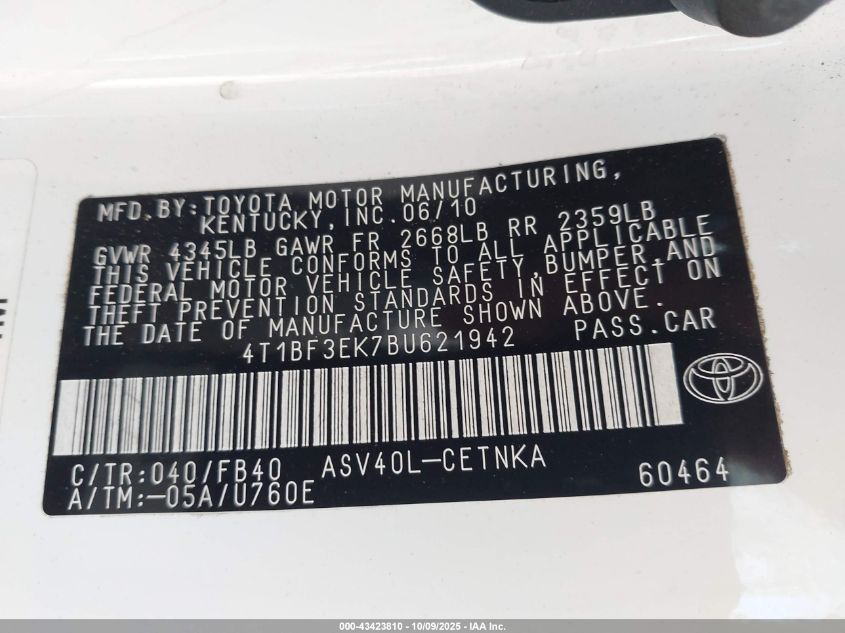 MFD. BY: TOYOTA MOTOR MANUFACTURING,
KENTUCKY, INC. 06/10
GVWR 4345LB GAWR FR 2668LB RR 2359LB
THIS VEHICLE CONFORMS TO ALL APPLICABLE
FEDERAL MOTOR VEHICLE SAFETY, BUMPER, AND
THEFT PREVENTION STANDARDS IN EFFECT ON
THE DATE OF MANUFACTURE SHOWN ABOVE.
4T1BF3EK7BU621942 PASS. CAR
C/TR: 040/FB40 ASV40L-CETNKA
A/TM: -05A/U760E 60464
000-43423810 - 10/09/2025 - IAA Inc.